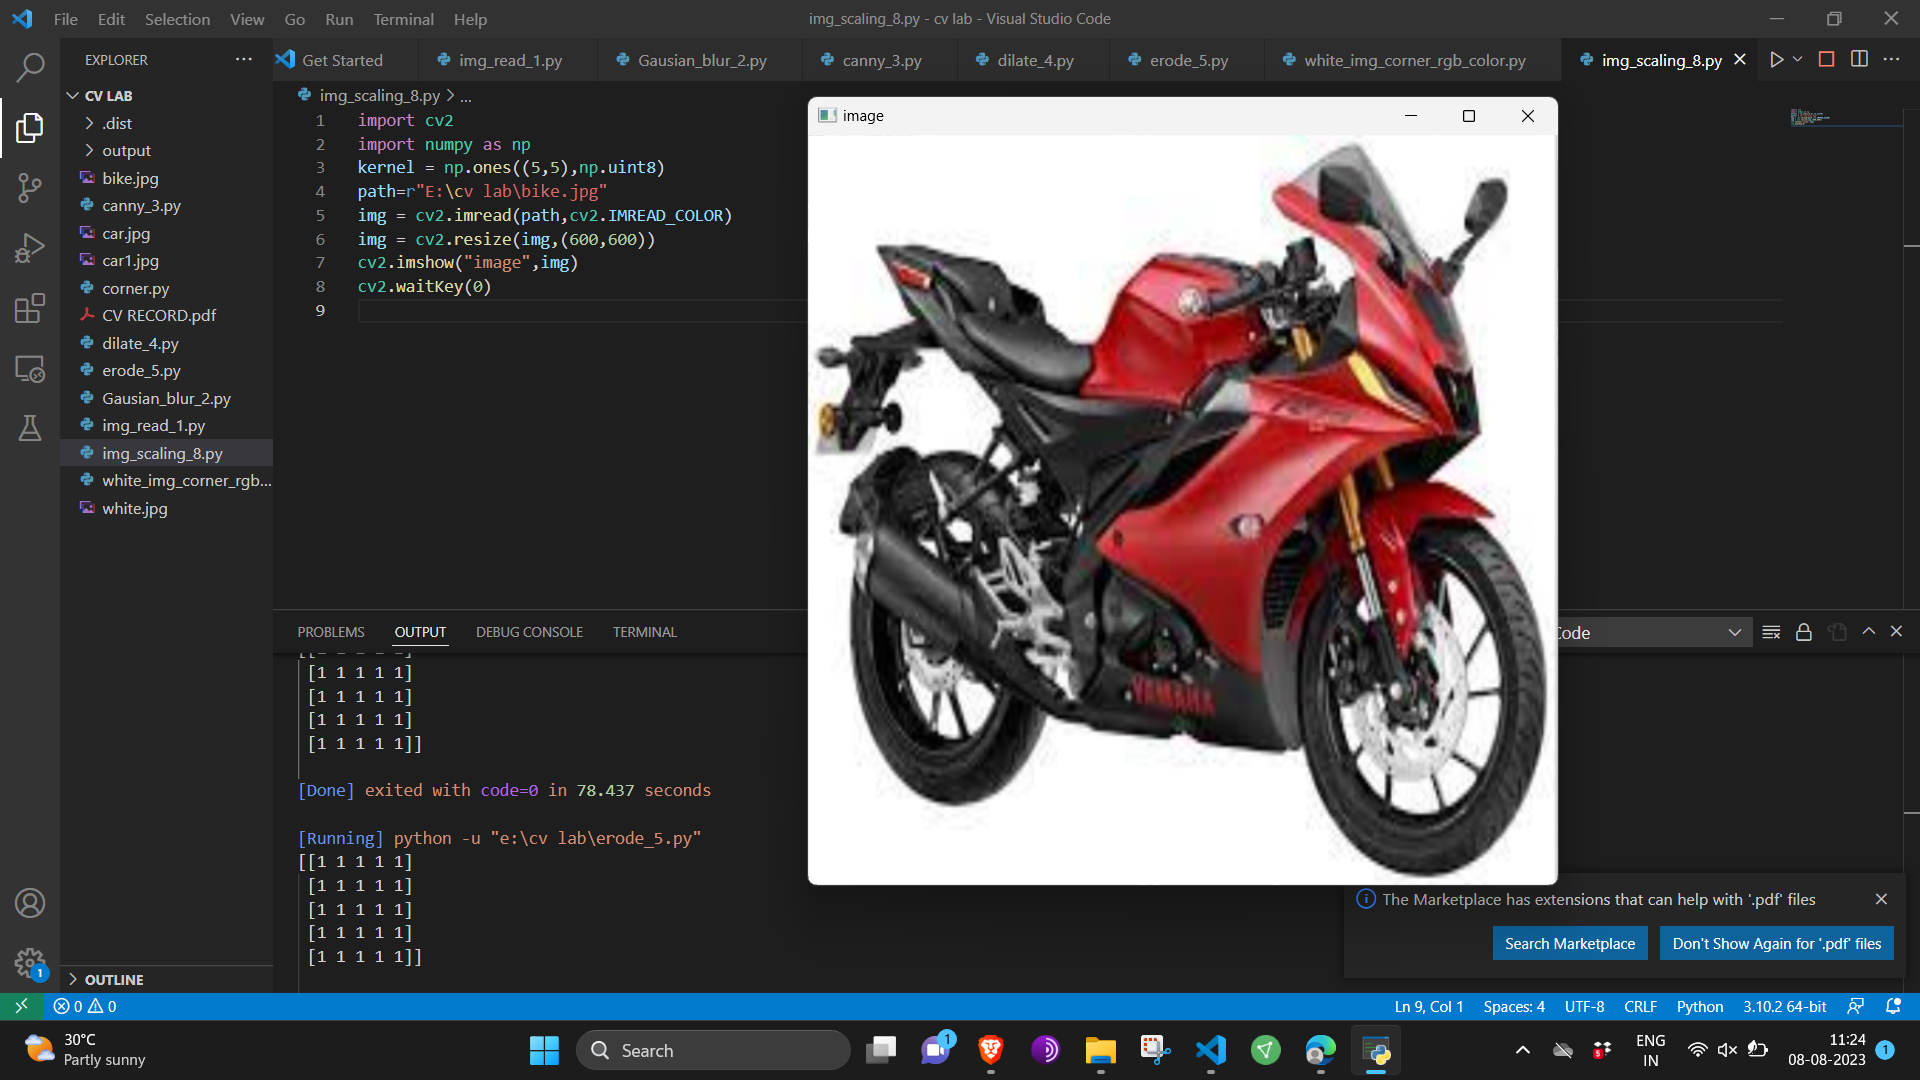 File Edit Selection View Go Run Terminal Help
img_scaling_8.py - cv lab - Visual Studio Code
EXPLORER
Get Started
img_read_1.py
Gausian_blur_2.py
canny_3.py
dilate_4.py
erode_5.py
white_img_corner_rgb_color.py
img_scaling_8.py
CV LAB
.dist
output
bike.jpg
canny_3.py
car.jpg
car1.jpg
corner.py
CV RECORD.pdf
dilate_4.py
erode_5.py
Gausian_blur_2.py
img_read_1.py
img_scaling_8.py
white_img_corner_rgb...
white.jpg
OUTLINE
img_scaling_8.py > ...
1 import cv2
2 import numpy as np
3 kernel = np.ones((5,5),np.uint8)
4 path=r"E:\cv lab\bike.jpg"
5 img = cv2.imread(path,cv2.IMREAD_COLOR)
6 img = cv2.resize(img,(600,600))
7 cv2.imshow("image",img)
8 cv2.waitKey(0)
9
image
YAMAHA
PROBLEMS OUTPUT DEBUG CONSOLE TERMINAL
Code
[1 1 1 1 1]
[1 1 1 1 1]
[1 1 1 1 1]
[1 1 1 1 1]]
[Done] exited with code=0 in 78.437 seconds
[Running] python -u "e:\cv lab\erode_5.py"
[[1 1 1 1 1]
[1 1 1 1 1]
[1 1 1 1 1]
[1 1 1 1 1]
[1 1 1 1 1]]
The Marketplace has extensions that can help with '.pdf' files
Search Marketplace
Don't Show Again for '.pdf' files
1
0 0
Ln 9, Col 1 Spaces: 4 UTF-8 CRLF Python 3.10.2 64-bit
30°C
Partly sunny
Search
1
5
ENG
IN
11:24
08-08-2023
1